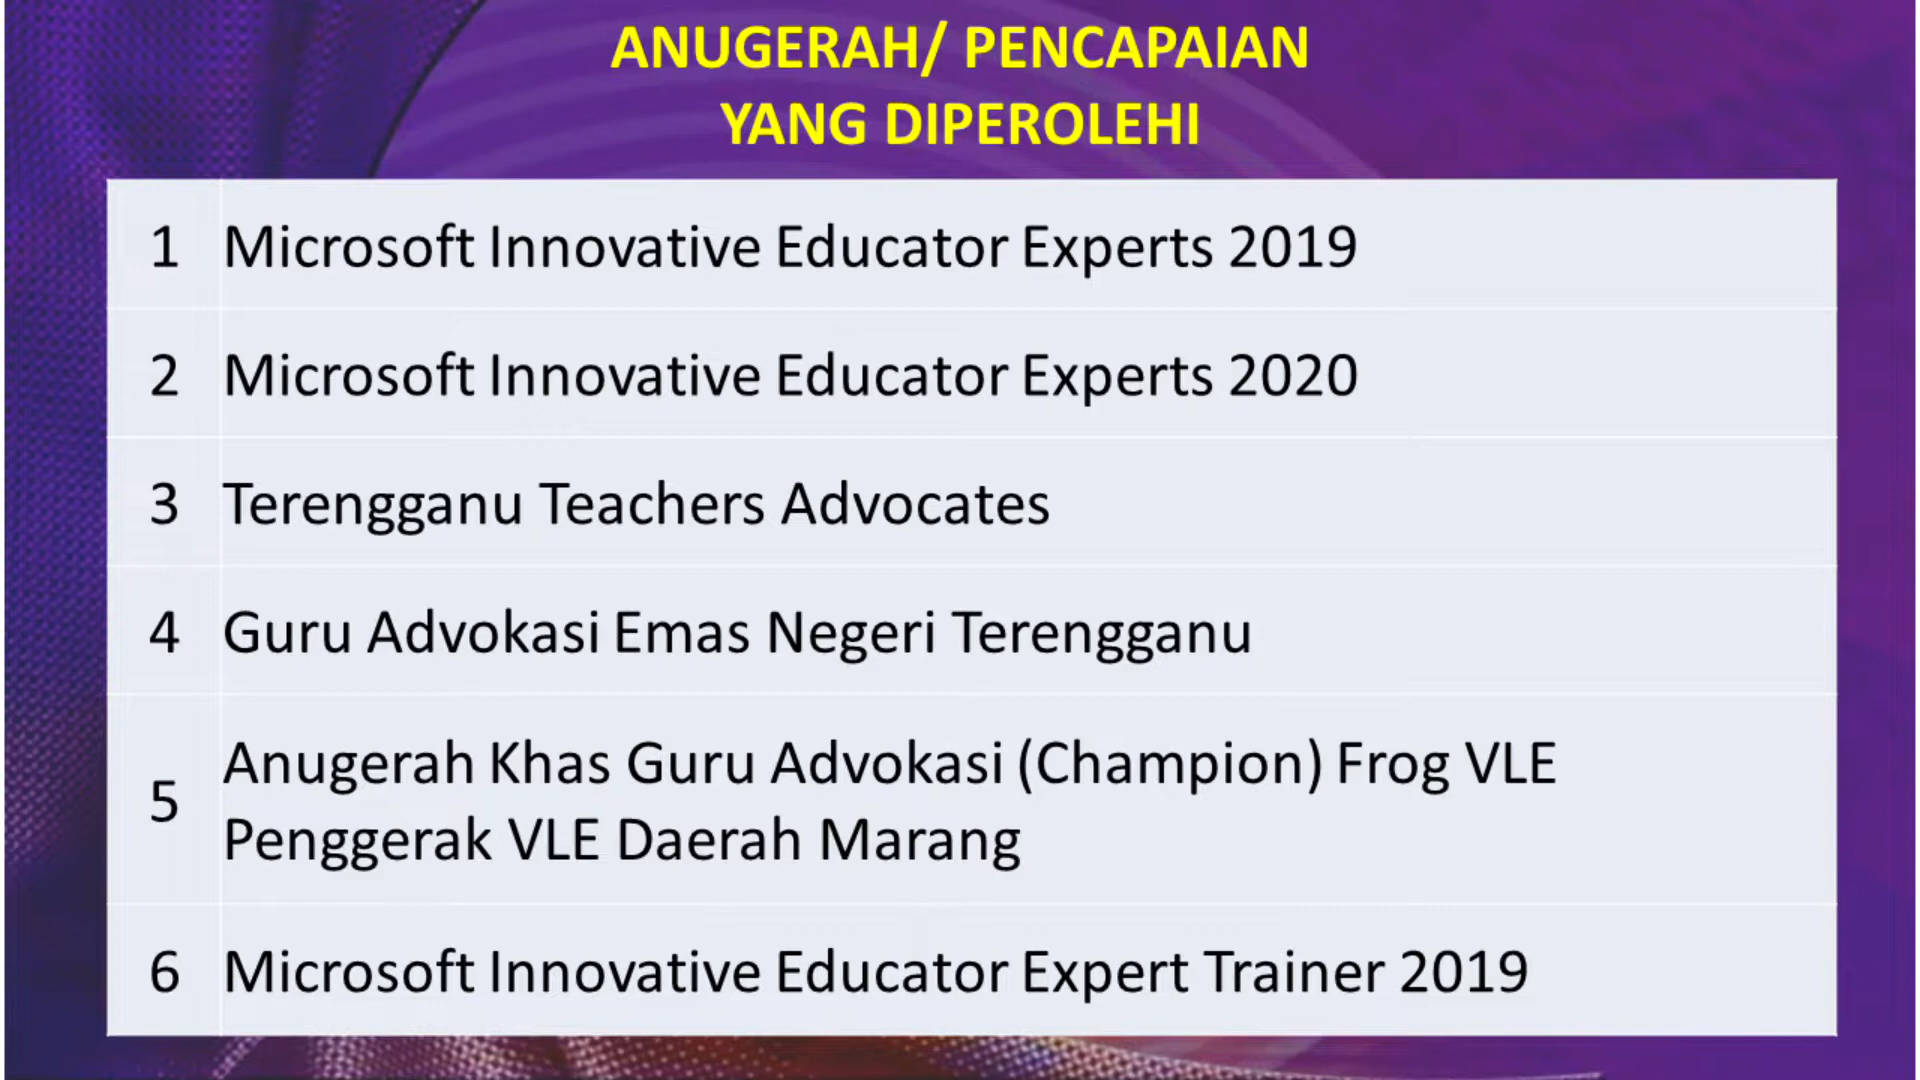 ANUGERAH/ PENCAPAIAN
YANG DIPEROLEHI
1 Microsoft Innovative Educator Experts 2019
2 Microsoft Innovative Educator Experts 2020
3 Terengganu Teachers Advocates
4 Guru Advokasi Emas Negeri Terengganu
5 Anugerah Khas Guru Advokasi (Champion) Frog VLE
Penggerak VLE Daerah Marang
6 Microsoft Innovative Educator Expert Trainer 2019